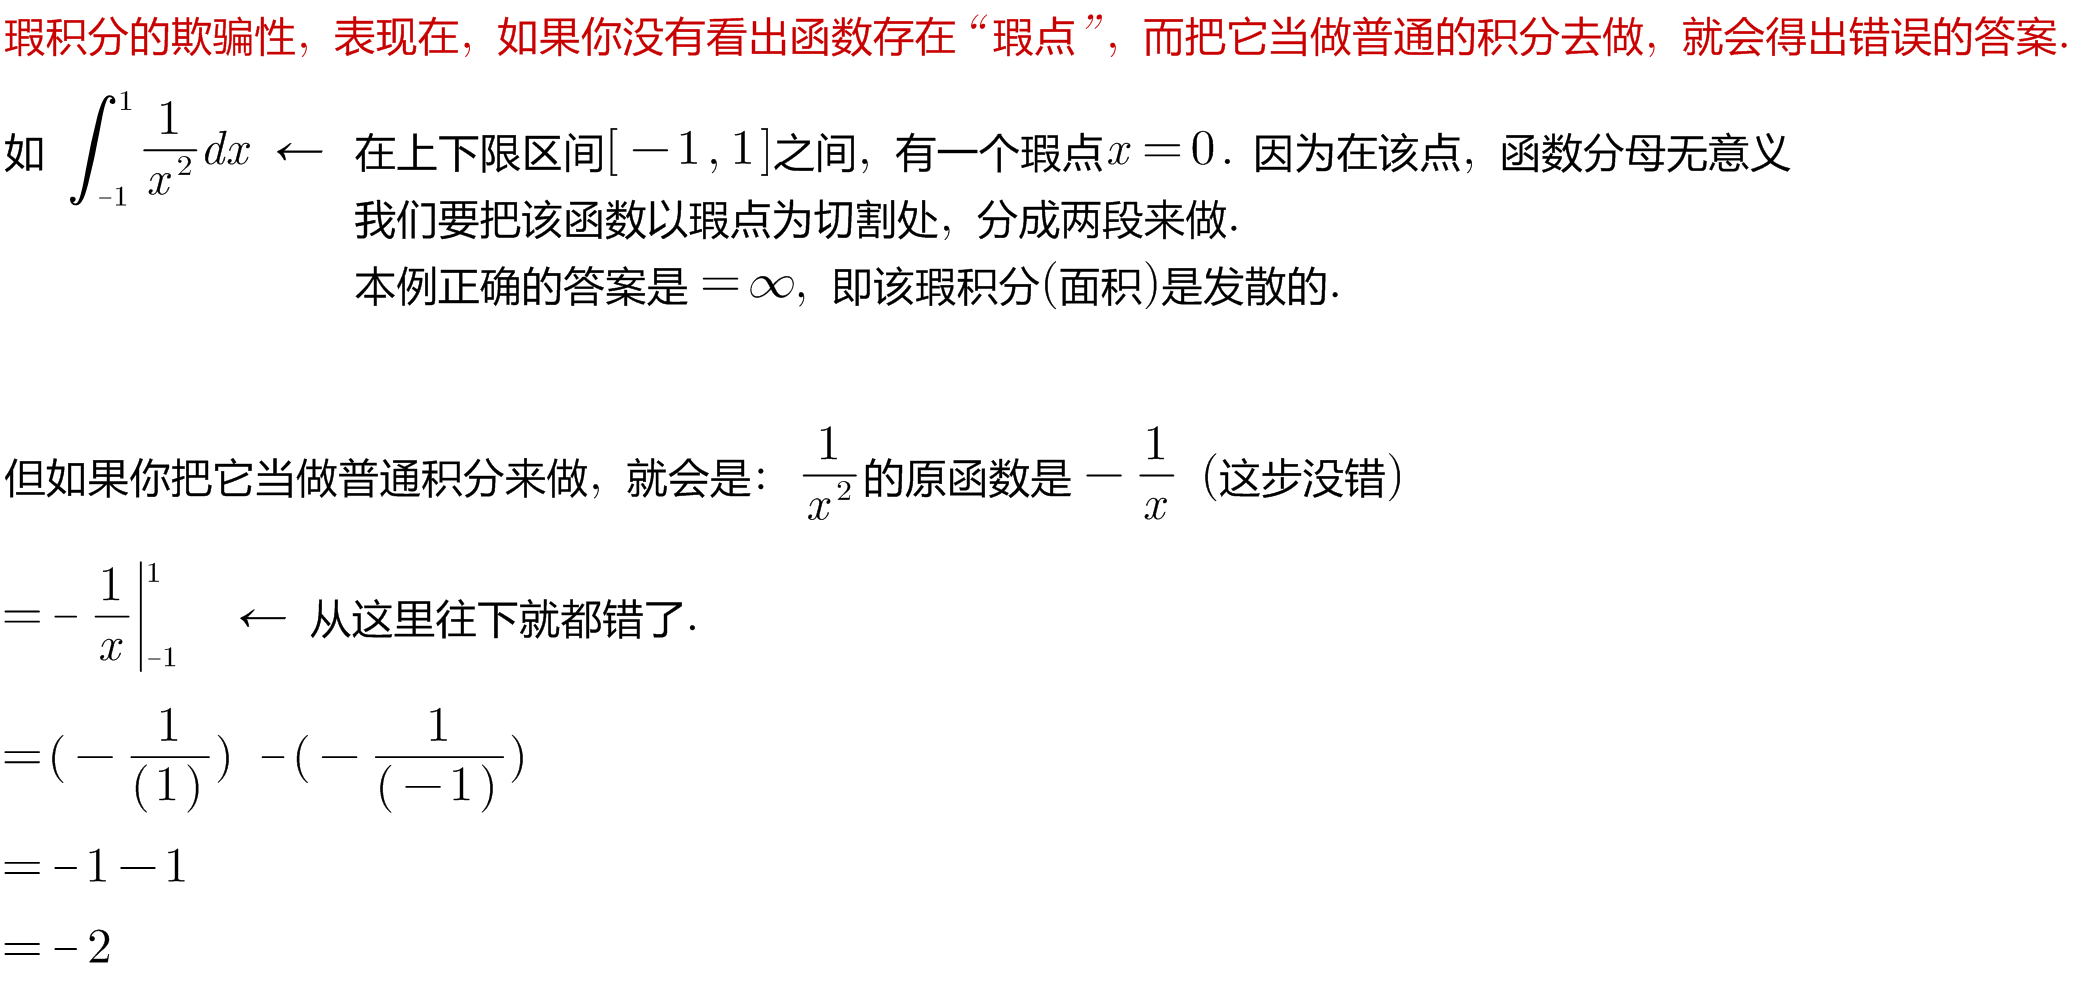 瑕积分的欺骗性, 表现在, 如果你没有看出函数存在 “瑕点”, 而把它当做普通的积分去做, 就会得出错误的答案.
如 ∫_{-1}^{1} \frac{1}{x^2} dx ← 在上下限区间[−1,1]之间, 有一个瑕点x=0. 因为在该点, 函数分母无意义
我们要把该函数以瑕点为切割处, 分成两段来做.
本例正确的答案是 =∞, 即该瑕积分(面积)是发散的.
但如果你把它当做普通积分来做, 就会是: \frac{1}{x^2}的原函数是 −\frac{1}{x} (这步没错)
= -\frac{1}{x}|_{-1}^{1} ← 从这里往下就都错了.
=(−\frac{1}{(1)}) -(−\frac{1}{(−1)})
= -1−1
= -2